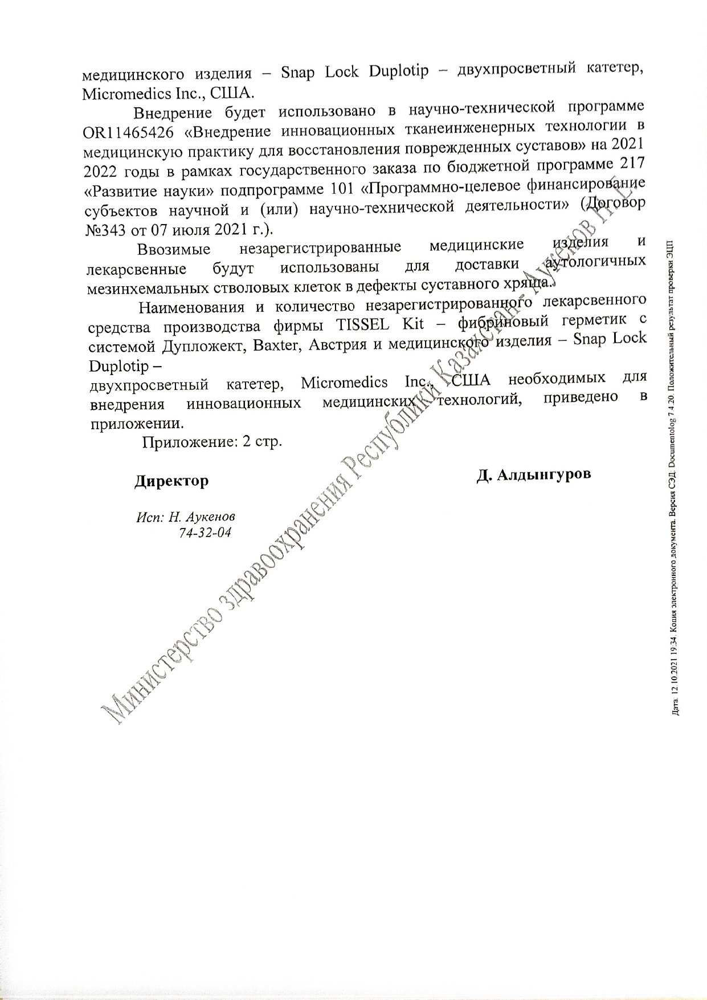 медицинского изделия – Snap Lock Duplotip – двухпросветный катетер,
Micromedics Inc., США.
Внедрение будет использовано в научно-технической программе
OR11465426 «Внедрение инновационных тканеинженерных технологии в
медицинскую практику для восстановления поврежденных суставов» на 2021
2022 годы в рамках государственного заказа по бюджетной программе 217
«Развитие науки» подпрограмме 101 «Программно-целевое финансирование
субъектов научной и (или) научно-технической деятельности» (Договор
№343 от 07 июля 2021 г.).
Ввозимые незарегистрированные медицинские изделия и
лекарсвенные будут использованы для доставки аутологичных
мезинхемальных стволовых клеток в дефекты суставного хряща.
Наименования и количество незарегистрированного лекарсвенного
средства производства фирмы TISSEL Kit – фибриновый герметик с
системой Дупложект, Baxter, Австрия и медицинского изделия – Snap Lock
Duplotip –
двухпросветный катетер, Micromedics Inc., США необходимых для
внедрения инновационных медицинских технологий, приведено в
приложении.
Приложение: 2 стр.
Директор Д. Алдынгуров
Исп: Н. Аукенов
74-32-04
Министерство здравоохранения Республики Казахстан - Аукенов Н. Е.
Дата: 12.10.2021 19:34. Копия электронного документа. Версия СЭД: Documentolog 7.4.20. Положительный результат проверки ЭЦП